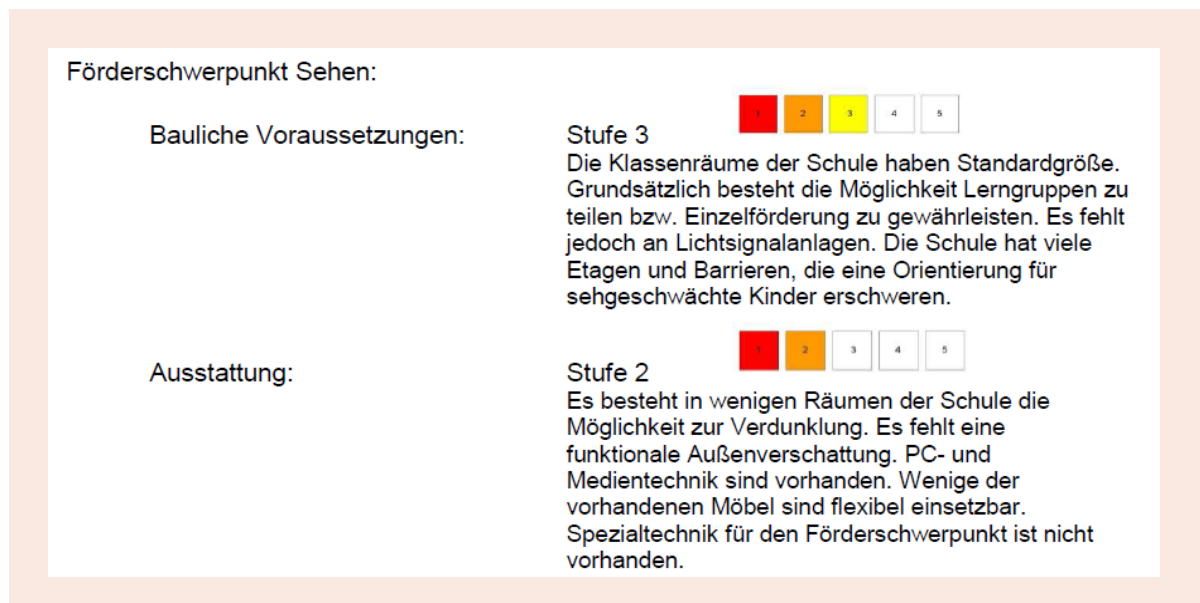 Förderschwerpunkt Sehen:
1 2 3 4 5
Bauliche Voraussetzungen: Stufe 3
Die Klassenräume der Schule haben Standardgröße.
Grundsätzlich besteht die Möglichkeit Lerngruppen zu
teilen bzw. Einzelförderung zu gewährleisten. Es fehlt
jedoch an Lichtsignalanlagen. Die Schule hat viele
Etagen und Barrieren, die eine Orientierung für
sehgeschwächte Kinder erschweren.
1 2 3 4 5
Ausstattung: Stufe 2
Es besteht in wenigen Räumen der Schule die
Möglichkeit zur Verdunklung. Es fehlt eine
funktionale Außenverschattung. PC- und
Medientechnik sind vorhanden. Wenige der
vorhandenen Möbel sind flexibel einsetzbar.
Spezialtechnik für den Förderschwerpunkt ist nicht
vorhanden.